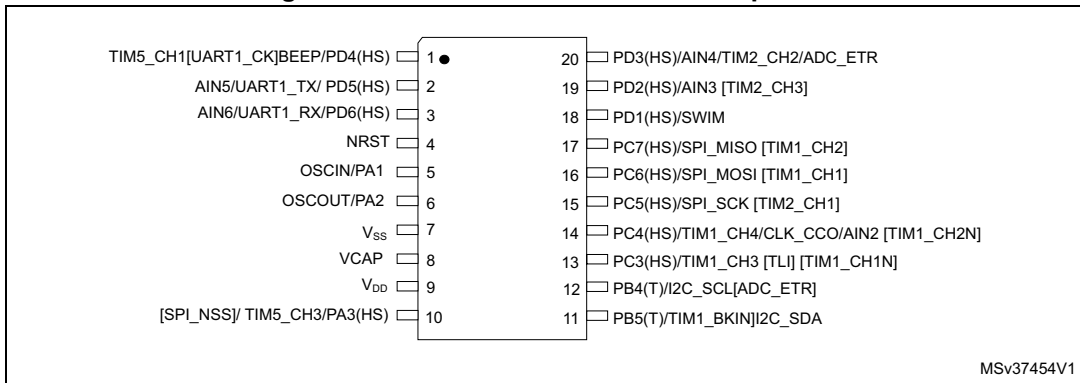 TIM5_CH1[UART1_CK]BEEP/PD4(HS) 1
AIN5/UART1_TX/ PD5(HS) 2
AIN6/UART1_RX/PD6(HS) 3
NRST 4
OSCIN/PA1 5
OSCOUT/PA2 6
VSS 7
VCAP 8
VDD 9
[SPI_NSS]/ TIM5_CH3/PA3(HS) 10
20 PD3(HS)/AIN4/TIM2_CH2/ADC_ETR
19 PD2(HS)/AIN3 [TIM2_CH3]
18 PD1(HS)/SWIM
17 PC7(HS)/SPI_MISO [TIM1_CH2]
16 PC6(HS)/SPI_MOSI [TIM1_CH1]
15 PC5(HS)/SPI_SCK [TIM2_CH1]
14 PC4(HS)/TIM1_CH4/CLK_CCO/AIN2 [TIM1_CH2N]
13 PC3(HS)/TIM1_CH3 [TLI] [TIM1_CH1N]
12 PB4(T)/I2C_SCL[ADC_ETR]
11 PB5(T)/TIM1_BKIN]I2C_SDA
MSv37454V1